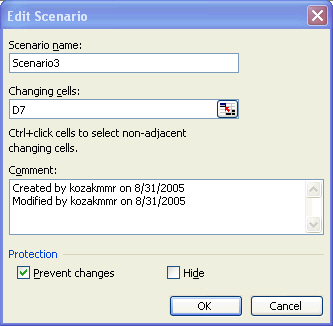 Edit Scenario
Scenario name:
Scenario3
Changing cells:
D7
Ctrl+click cells to select non-adjacent
changing cells.
Comment:
Created by kozakmmr on 8/31/2005
Modified by kozakmmr on 8/31/2005
Protection
Prevent changes
Hide
OK
Cancel